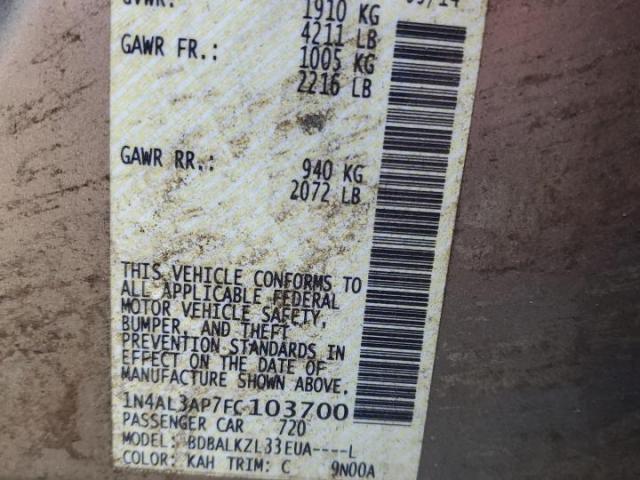 GVWR: 1910 KG
4211 LB
GAWR FR.: 1005 KG
2216 LB
GAWR RR.: 940 KG
2072 LB
THIS VEHICLE CONFORMS TO
ALL APPLICABLE FEDERAL
MOTOR VEHICLE SAFETY,
BUMPER, AND THEFT
PREVENTION STANDARDS IN
EFFECT ON THE DATE OF
MANUFACTURE SHOWN ABOVE.
1N4AL3AP7FC103700
PASSENGER CAR 720
MODEL: BDBALKZL33EUA----L
COLOR: KAH TRIM: C 9N00A